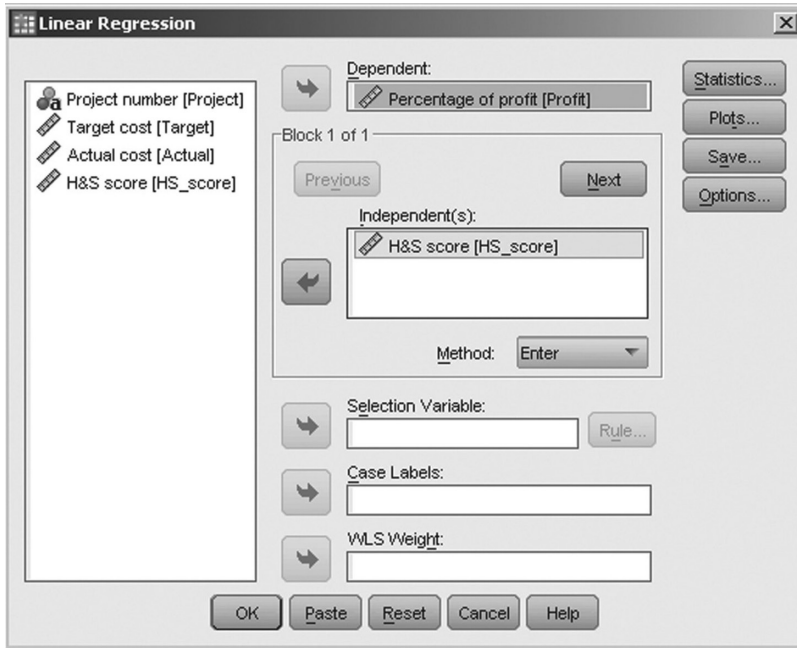 Linear Regression
Project number [Project]
Target cost [Target]
Actual cost [Actual]
H&S score [HS_score]
Dependent:
Percentage of profit [Profit]
Block 1 of 1
Previous
Next
Independent(s):
H&S score [HS_score]
Method:
Enter
Selection Variable:
Rule...
Case Labels:
WLS Weight:
Statistics...
Plots...
Save...
Options...
OK
Paste
Reset
Cancel
Help